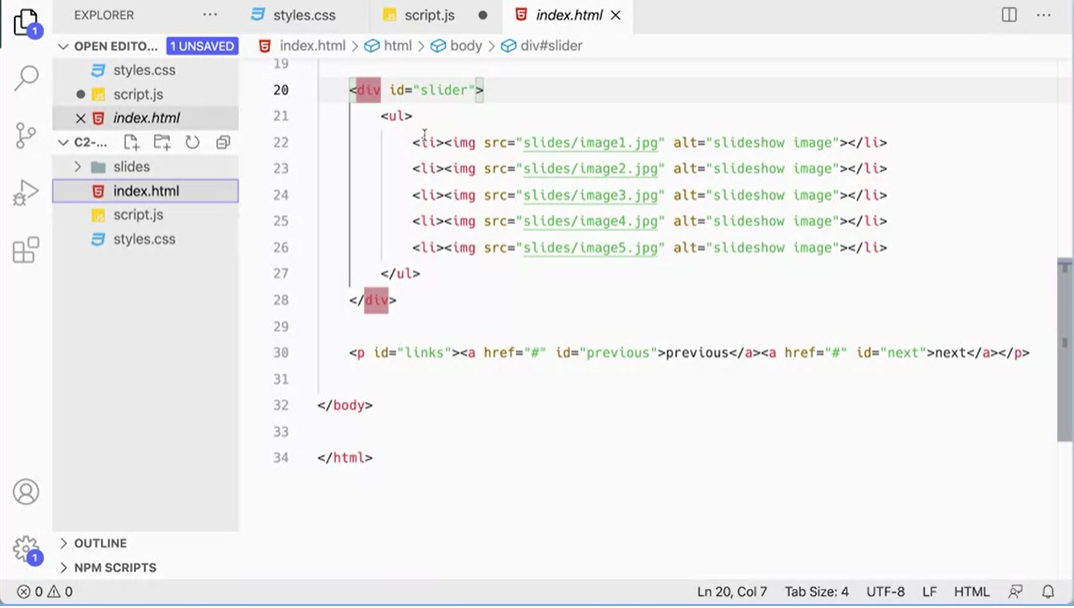 EXPLORER
styles.css
script.js
index.html
OPEN EDITO...
1 UNSAVED
index.html > html > body > div#slider
styles.css
script.js
index.html
C2-...
slides
index.html
script.js
styles.css
19
20 <div id="slider">
21 <ul>
22 <li><img src="slides/image1.jpg" alt="slideshow image"></li>
23 <li><img src="slides/image2.jpg" alt="slideshow image"></li>
24 <li><img src="slides/image3.jpg" alt="slideshow image"></li>
25 <li><img src="slides/image4.jpg" alt="slideshow image"></li>
26 <li><img src="slides/image5.jpg" alt="slideshow image"></li>
27 </ul>
28 </div>
29
30 <p id="links"><a href="#" id="previous">previous</a><a href="#" id="next">next</a></p>
31
32 </body>
33
34 </html>
1
1
OUTLINE
NPM SCRIPTS
0 0 Ln 20, Col 7 Tab Size: 4 UTF-8 LF HTML